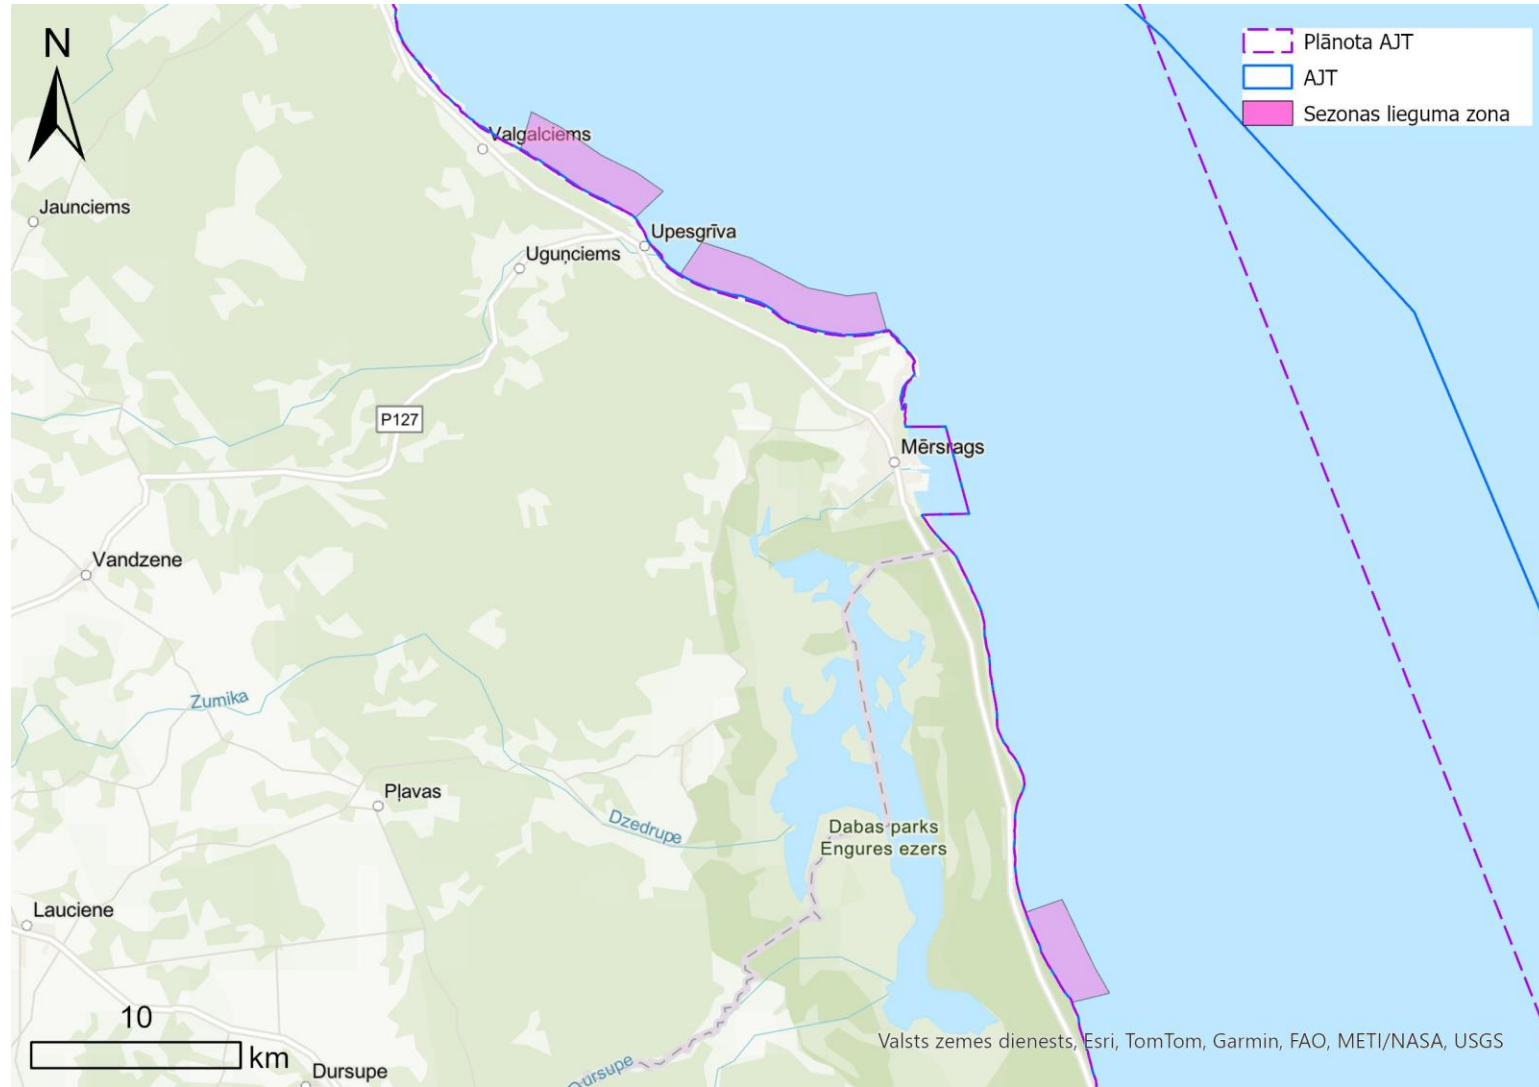 N
Plānota AJT
AJT
Sezonas lieguma zona
Valgalciems
Jaunciems
Upesgrīva
Uguņciems
P127
Mērsrags
Vandzene
Zumika
Pļavas
Dzedrupe
Dabas parks
Engures ezers
Lauciene
10
km
Valsts zemes dienests, Esri, TomTom, Garmin, FAO, METI/NASA, USGS
Dursupe
Dursupe